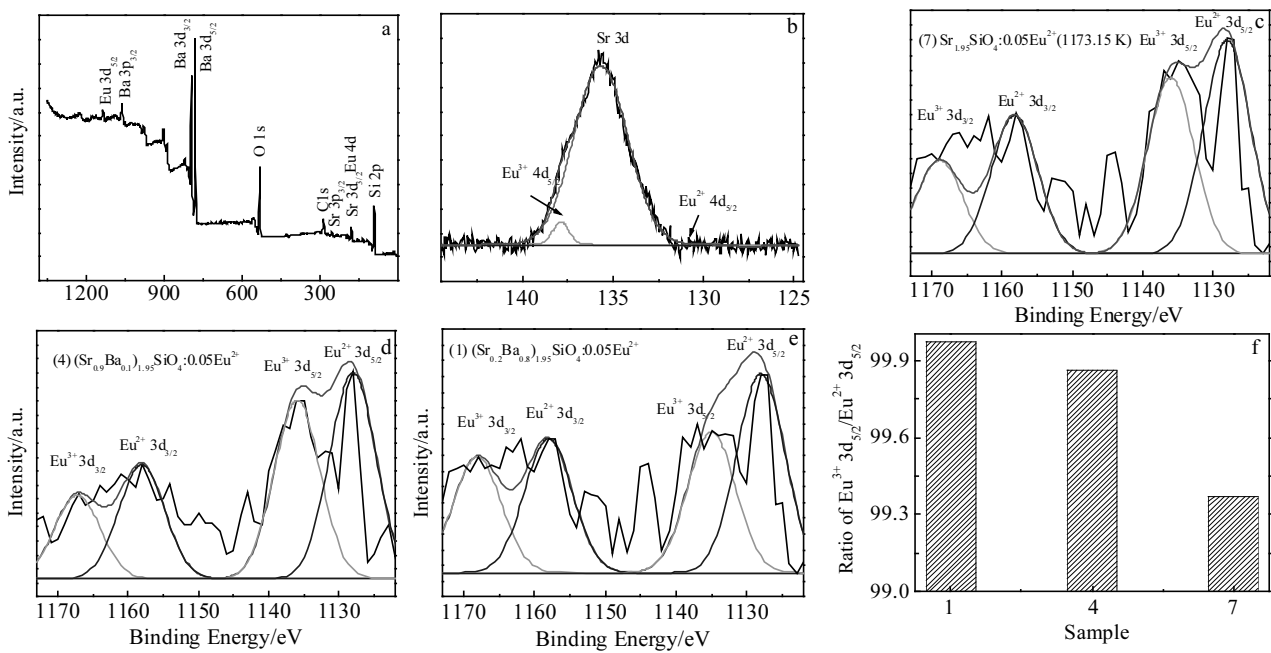 a
Intensity/a.u.
Eu 3d5/2
Ba 3p3/2
Ba 3d3/2
Ba 3d5/2
O 1s
C1s
Sr 3p3/2
Sr 3d3/2 Eu 4d
Si 2p
1200 900 600 300
b
Sr 3d
Eu3+ 4d5/2
Eu2+ 4d5/2
140 135 130 125
c
(7) Sr1.95SiO4:0.05Eu2+(1173.15 K)
Eu3+ 3d5/2
Eu2+ 3d5/2
Eu3+ 3d3/2
Eu2+ 3d3/2
1170 1160 1150 1140 1130
Binding Energy/eV
d
(4) (Sr0.9Ba0.1)1.95SiO4:0.05Eu2+
Eu2+ 3d5/2
Eu3+ 3d5/2
Eu3+ 3d3/2
Eu2+ 3d3/2
1170 1160 1150 1140 1130
Binding Energy/eV
e
Intensity/a.u.
(1) (Sr0.2Ba0.8)1.95SiO4:0.05Eu2+
Eu2+ 3d5/2
Eu3+ 3d3/2
Eu2+ 3d3/2
Eu3+ 3d5/2
1170 1160 1150 1140 1130
Binding Energy/eV
f
Ratio of Eu3+ 3d5/2/Eu2+ 3d5/2
99.9
99.6
99.3
99.0
1 4 7
Sample